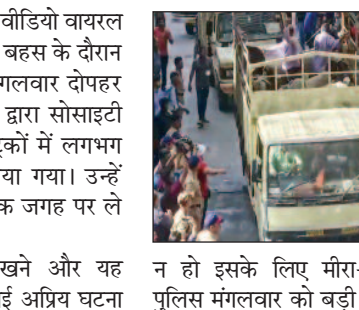 वीडियो वायरल
बहस के दौरान
गलवार दोपहर
द्वारा सोसाइटी
में लगभग
या गया। उन्हें
क जगह पर ले
खने और यह
ई अप्रिय घटना
न हो इसके लिए मीरा-
पुलिस मंगलवार को बड़ी